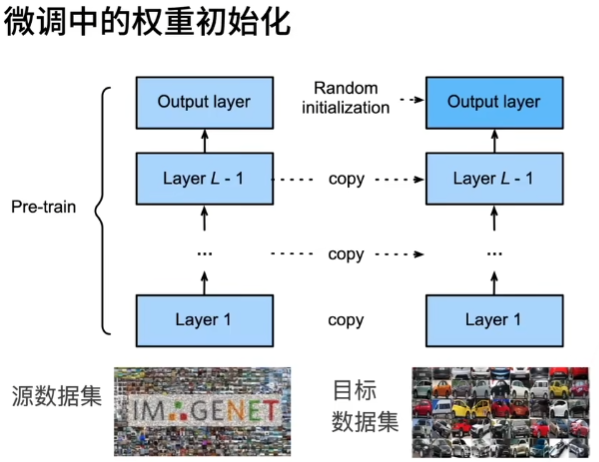 微调中的权重初始化
Output layer
Random
initialization
Output layer
Layer L - 1
copy
Layer L - 1
Pre-train
...
copy
...
Layer 1
copy
Layer 1
源数据集
IMAGENET
目标
数据集